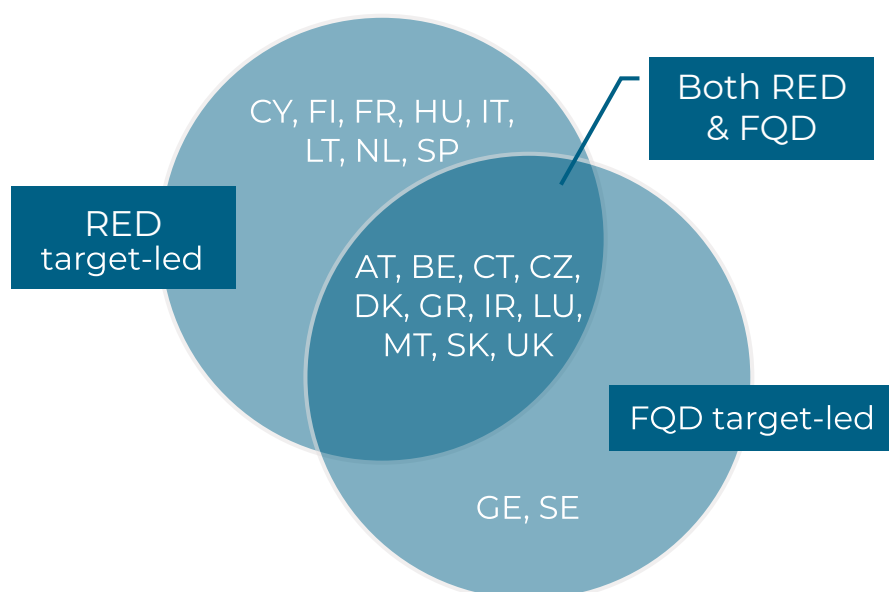 CY, FI, FR, HU, IT,
LT, NL, SP
Both RED
& FQD
RED
target-led
AT, BE, CT, CZ,
DK, GR, IR, LU,
MT, SK, UK
FQD target-led
GE, SE